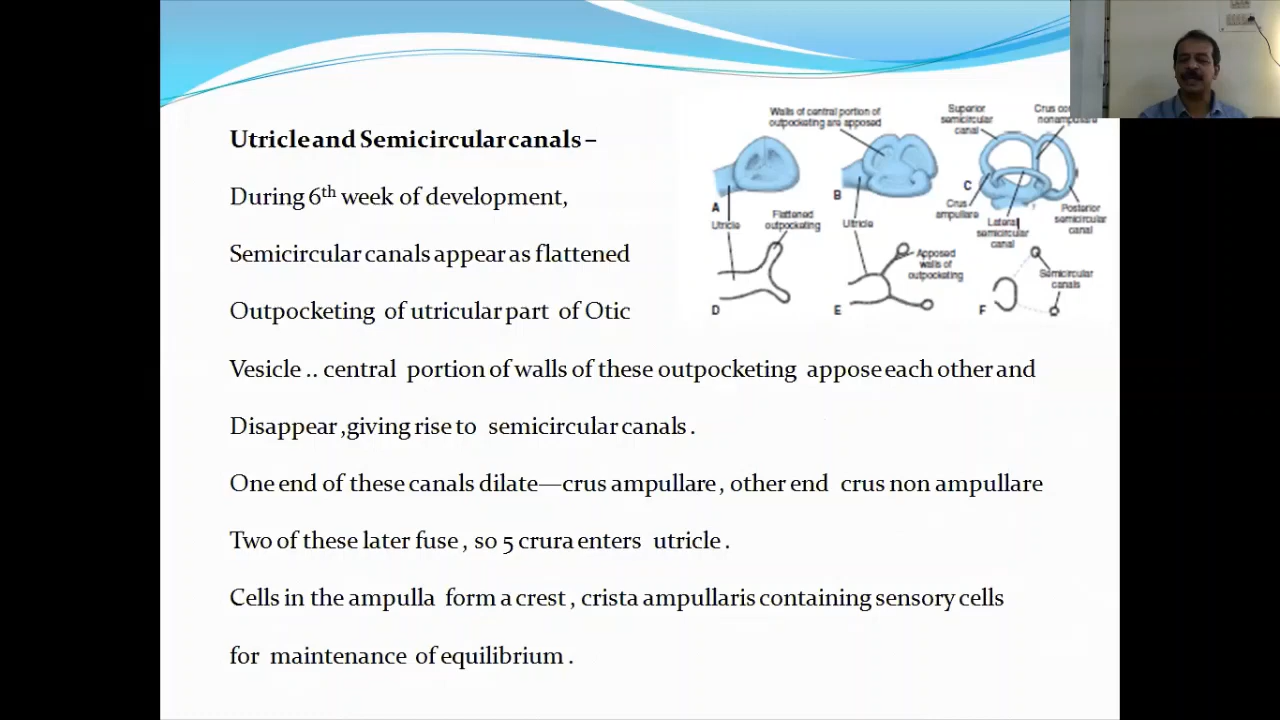 Utricle and Semicircular canals –
During 6th week of development,
Semicircular canals appear as flattened
Outpocketing of utricular part of Otic
Vesicle .. central portion of walls of these outpocketing appose each other and
Disappear ,giving rise to semicircular canals .
One end of these canals dilate—crus ampullare , other end crus non ampullare
Two of these later fuse , so 5 crura enters utricle .
Cells in the ampulla form a crest , crista ampullaris containing sensory cells
for maintenance of equilibrium .
Walls of central portion of
outpocketing are apposed
Superior
semicircular
canal
Crus
nonampullare
A
B
C
Utricle
Flattened
outpocketing
Utricle
Crus
ampullare
Lateral
semicircular
canal
Posterior
semicircular
canal
Apposed
walls of
outpocketing
Semicircular
canals
D
E
F